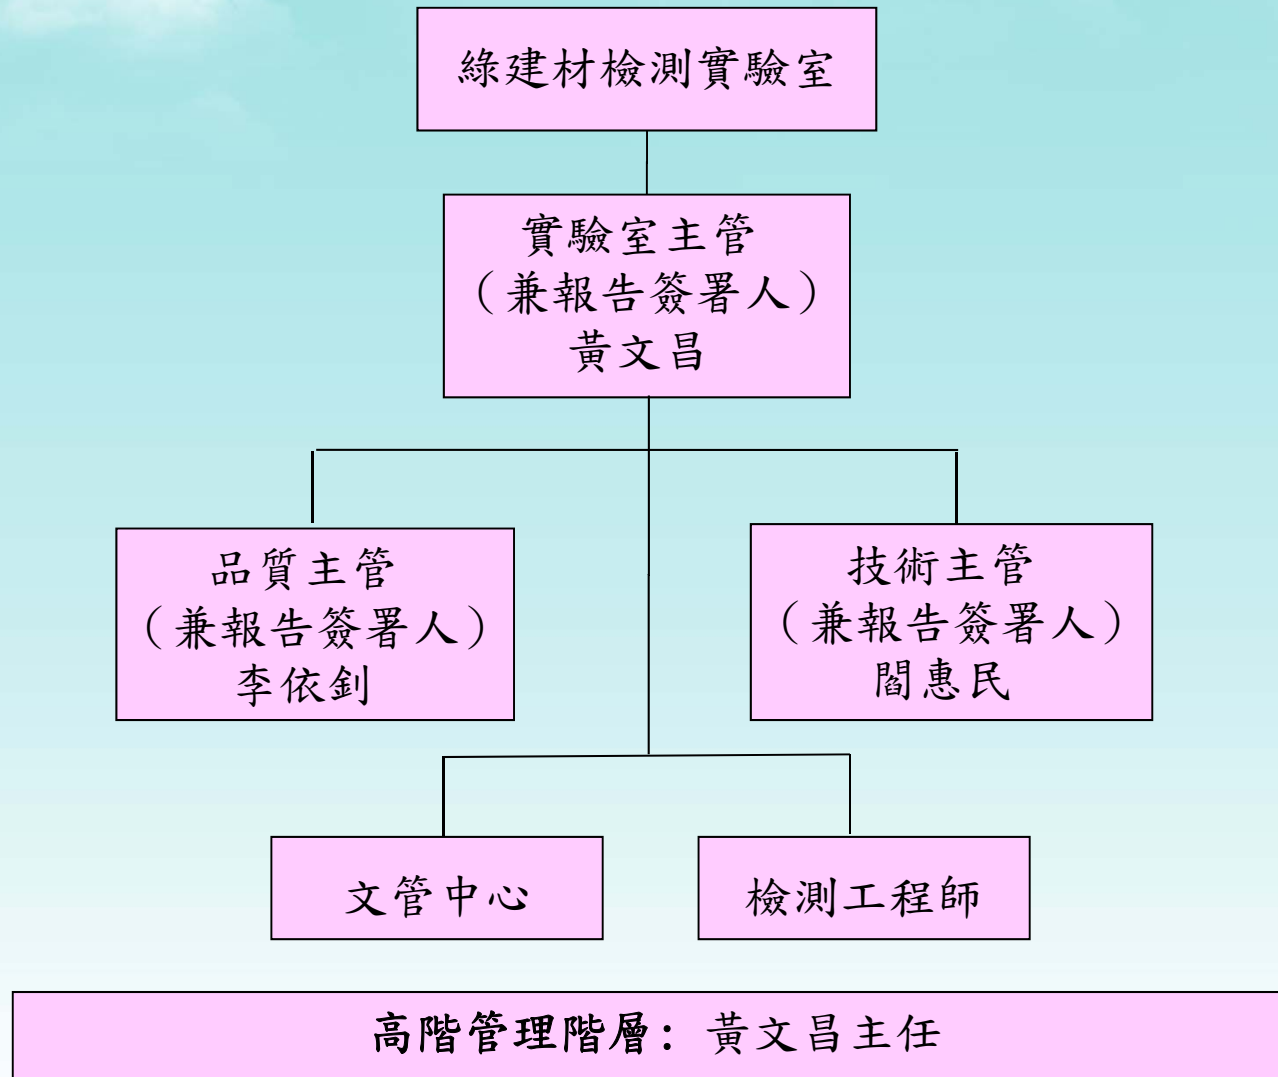 綠建材檢測實驗室
實驗室主管
（兼報告簽署人）
黃文昌
品質主管
（兼報告簽署人）
李依釗
技術主管
（兼報告簽署人）
閻惠民
文管中心
檢測工程師
高階管理階層：黃文昌主任